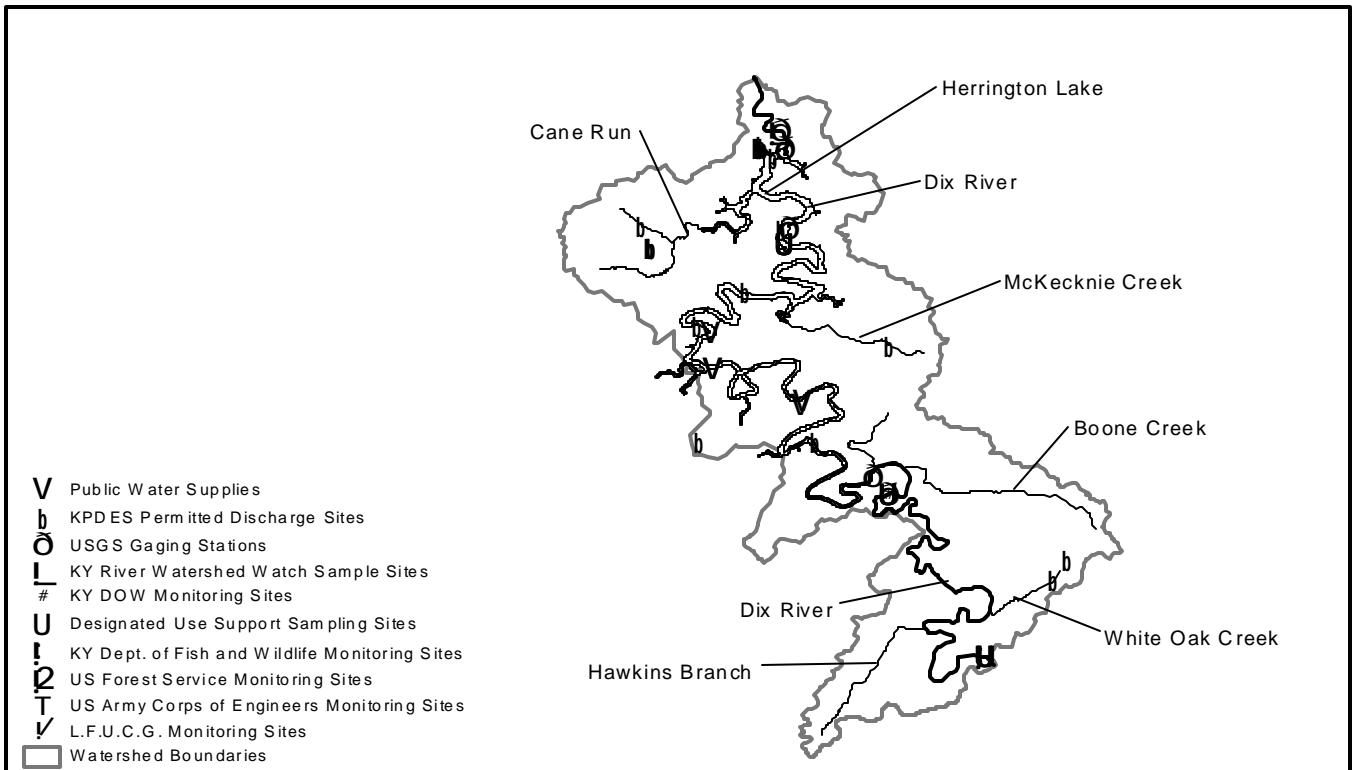 Herrington Lake
Cane Run
Dix River
McKecknie Creek
Boone Creek
Dix River
White Oak Creek
Hawkins Branch
V Public Water Supplies
b KPDES Permitted Discharge Sites
Õ USGS Gaging Stations
KY River Watershed Watch Sample Sites
# KY DOW Monitoring Sites
U Designated Use Support Sampling Sites
KY Dept. of Fish and Wildlife Monitoring Sites
US Forest Service Monitoring Sites
T US Army Corps of Engineers Monitoring Sites
L.F.U.C.G. Monitoring Sites
Watershed Boundaries